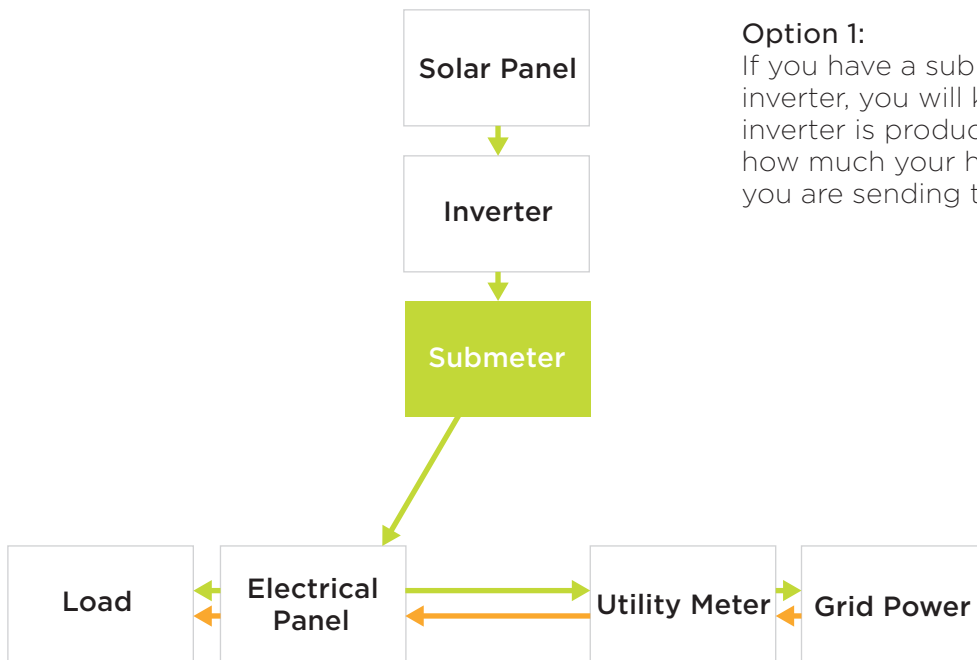 Solar Panel
Option 1:
If you have a sub
inverter, you will
inverter is produc
how much your h
you are sending t
Inverter
Submeter
Load
Electrical
Panel
Utility Meter
Grid Power